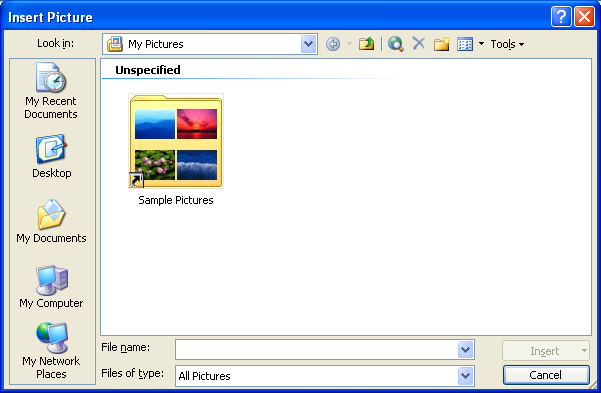 Insert Picture
Look in:
My Pictures
Tools
My Recent
Documents
Desktop
My Documents
My Computer
My Network
Places
Unspecified
Sample Pictures
File name:
Insert
Files of type:
All Pictures
Cancel